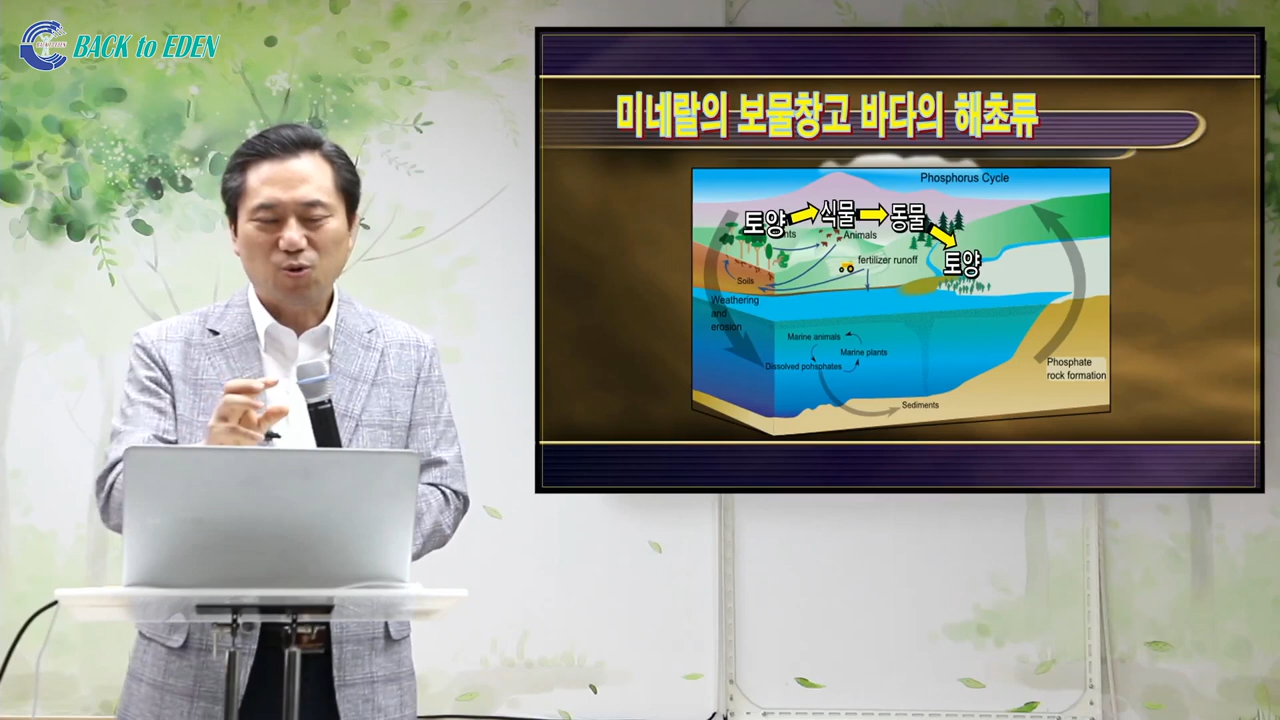 BACK to EDEN
미네랄의 보물창고 바다의 해초류
Phosphorus Cycle
토양 식물 동물
Animals
fertilizer runoff
토양
Soils
Weathering
and
erosion
Marine animals
Marine plants
Dissolved pohsphates
Phosphate
rock formation
Sediments